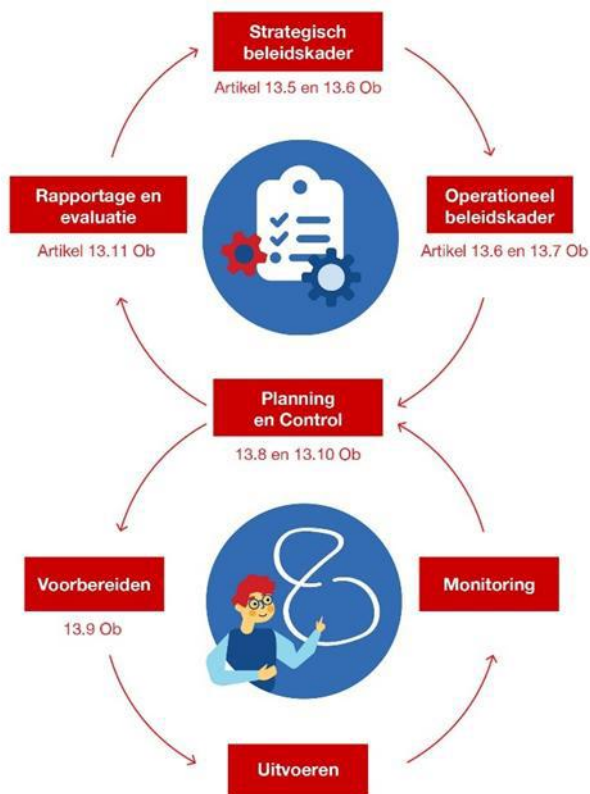 Strategisch
beleidskader
Artikel 13.5 en 13.6 Ob
Rapportage en
evaluatie
Artikel 13.11 Ob
Operationeel
beleidskader
Artikel 13.6 en 13.7 Ob
Planning
en Control
13.8 en 13.10 Ob
Voorbereiden
13.9 Ob
Monitoring
Uitvoeren